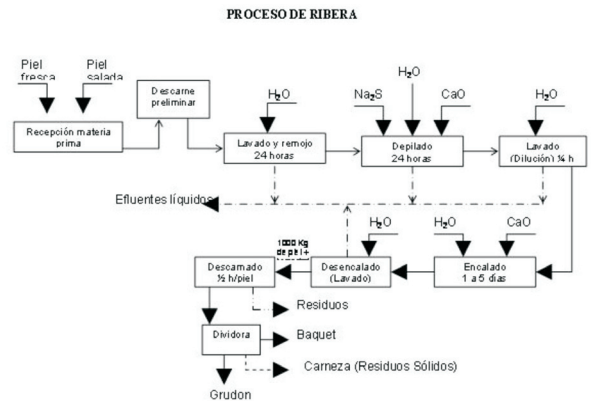 PROCESO DE RIBERA
Piel
fresca
Piel
salada
Descarne
preliminar
Recepción materia
prima
H₂O
Lavado y remojo
24 horas
Na₂S
H₂O
CaO
Depilado
24 horas
H₂O
Lavado
(Dilución) ¼ h
Efluentes líquidos
1000 Kg
de piel +
H₂O
H₂O
CaO
Descarnado
½ h/piel
Desencalado
(Lavado)
Encalado
1 a 5 días
Residuos
Dividora
Baquet
Carneza (Residuos Sólidos)
Grudon